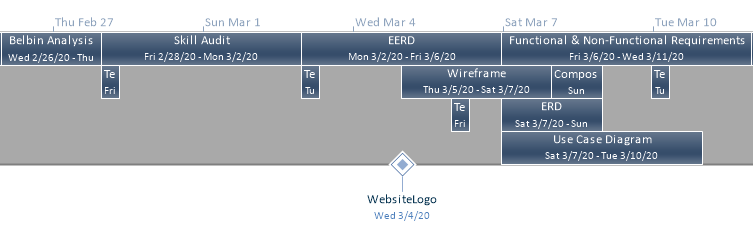 Thu Feb 27
Sun Mar 1
Wed Mar 4
Sat Mar 7
Tue Mar 10
Belbin Analysis
Wed 2/26/20 - Thu
Skill Audit
Fri 2/28/20 - Mon 3/2/20
EERD
Mon 3/2/20 - Fri 3/6/20
Functional & Non-Functional Requirements
Fri 3/6/20 - Wed 3/11/20
Te
Fri
Te
Tu
Wireframe
Thu 3/5/20 - Sat 3/7/20
Compos
Sun
Te
Tu
Te
Fri
ERD
Sat 3/7/20 - Sun
Use Case Diagram
Sat 3/7/20 - Tue 3/10/20
WebsiteLogo
Wed 3/4/20